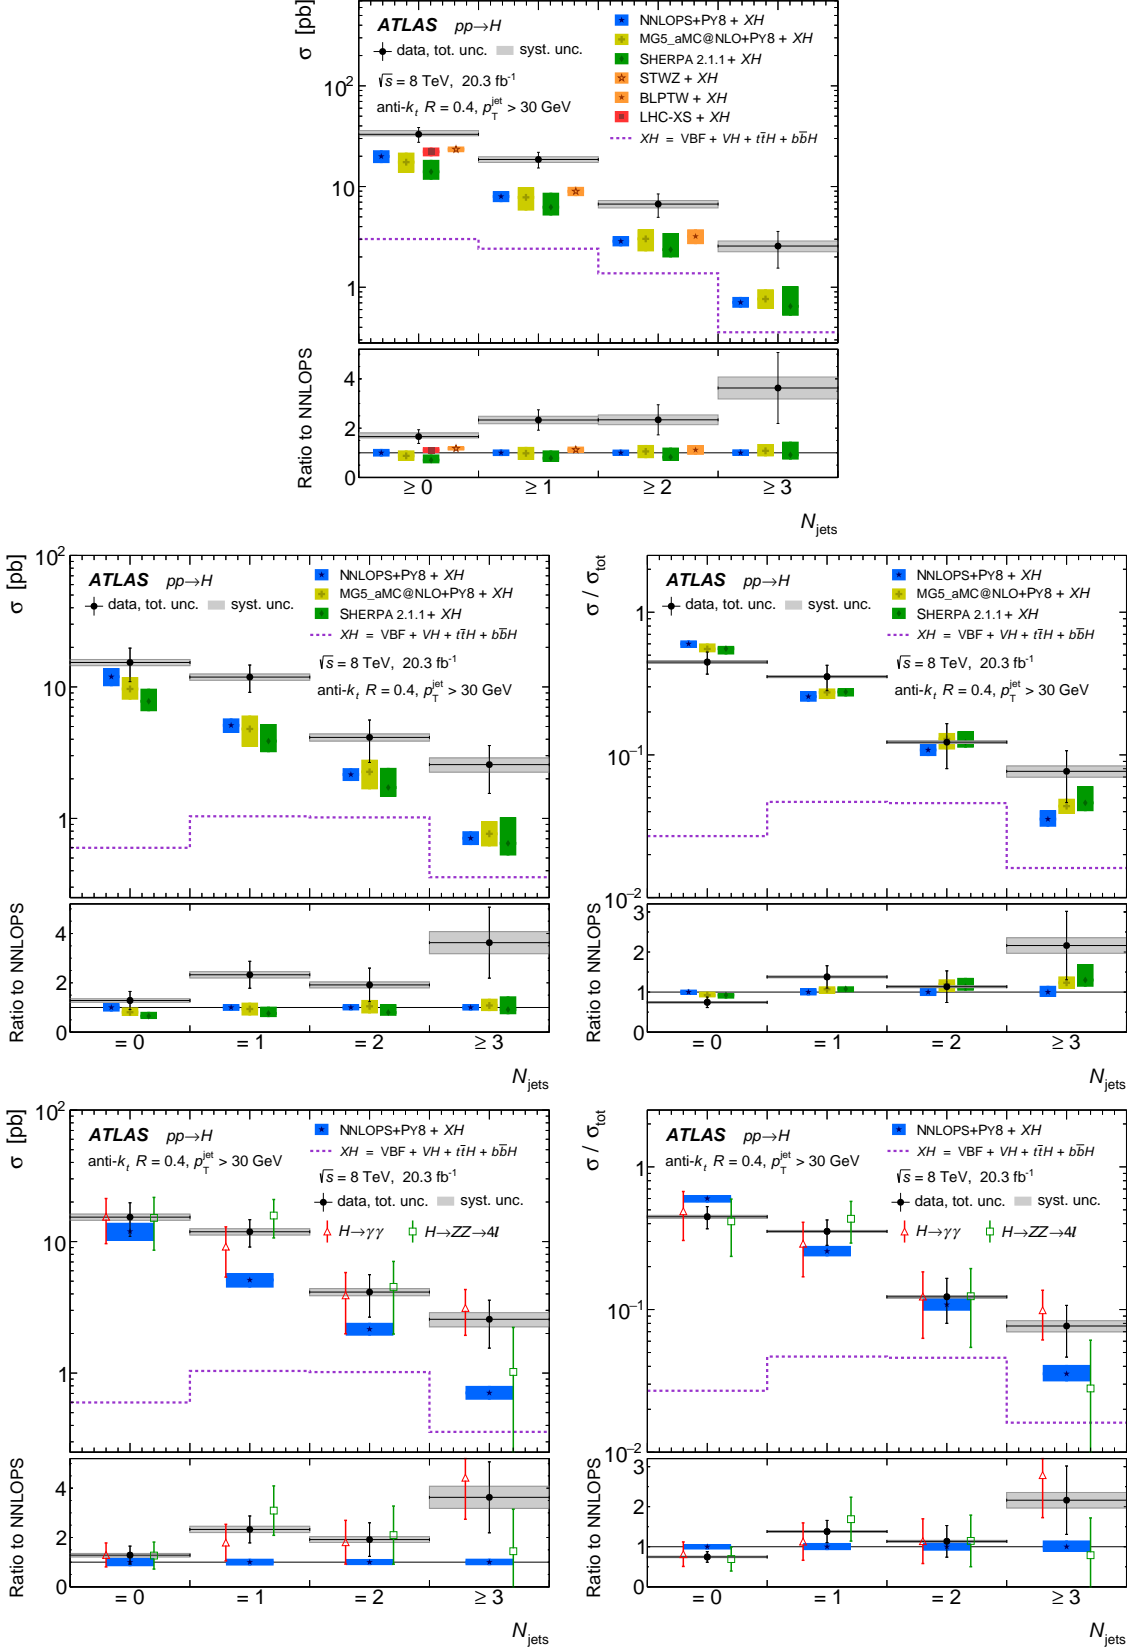 σ [pb]
ATLAS pp→H
data, tot. unc. syst. unc.
√s = 8 TeV, 20.3 fb⁻¹
anti-kₜ R = 0.4, p_T^jet > 30 GeV
NNLOPS+PY8 + XH
MG5_aMC@NLO+PY8 + XH
SHERPA 2.1.1 + XH
STWZ + XH
BLPTW + XH
LHC-XS + XH
XH = VBF + VH + tt̄H + bb̄H
10²
10
1
Ratio to NNLOPS
4
2
0
≥ 0 ≥ 1 ≥ 2 ≥ 3
N_jets
σ [pb]
ATLAS pp→H
data, tot. unc. syst. unc.
NNLOPS+PY8 + XH
MG5_aMC@NLO+PY8 + XH
SHERPA 2.1.1 + XH
XH = VBF + VH + tt̄H + bb̄H
√s = 8 TeV, 20.3 fb⁻¹
anti-kₜ R = 0.4, p_T^jet > 30 GeV
10²
10
1
Ratio to NNLOPS
4
2
0
= 0 = 1 = 2 ≥ 3
N_jets
σ / σ_tot
ATLAS pp→H
data, tot. unc. syst. unc.
NNLOPS+PY8 + XH
MG5_aMC@NLO+PY8 + XH
SHERPA 2.1.1 + XH
XH = VBF + VH + tt̄H + bb̄H
√s = 8 TeV, 20.3 fb⁻¹
anti-kₜ R = 0.4, p_T^jet > 30 GeV
1
10⁻¹
10⁻²
Ratio to NNLOPS
3
2
1
0
= 0 = 1 = 2 ≥ 3
N_jets
σ [pb]
ATLAS pp→H
anti-kₜ R = 0.4, p_T^jet > 30 GeV
NNLOPS+PY8 + XH
XH = VBF + VH + tt̄H + bb̄H
√s = 8 TeV, 20.3 fb⁻¹
data, tot. unc. syst. unc.
H→γγ H→ZZ→4l
10²
10
1
Ratio to NNLOPS
4
2
0
= 0 = 1 = 2 ≥ 3
N_jets
σ / σ_tot
ATLAS pp→H
anti-kₜ R = 0.4, p_T^jet > 30 GeV
NNLOPS+PY8 + XH
XH = VBF + VH + tt̄H + bb̄H
√s = 8 TeV, 20.3 fb⁻¹
data, tot. unc. syst. unc.
H→γγ H→ZZ→4l
1
10⁻¹
10⁻²
Ratio to NNLOPS
3
2
1
0
= 0 = 1 = 2 ≥ 3
N_jets